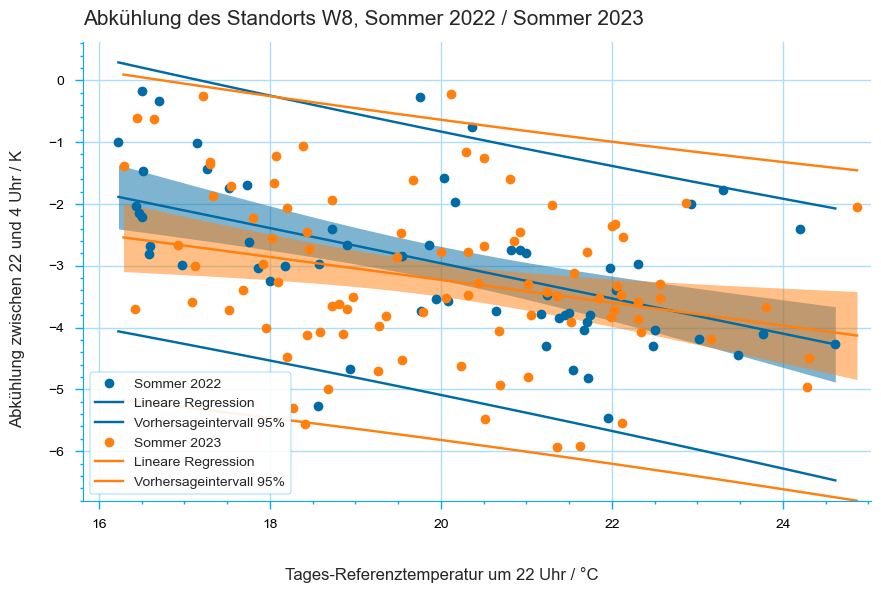 Abkühlung des Standorts W8, Sommer 2022 / Sommer 2023
Abkühlung zwischen 22 und 4 Uhr / K
0
−1
−2
−3
−4
−5
−6
Sommer 2022
Lineare Regression
Vorhersageintervall 95%
Sommer 2023
Lineare Regression
Vorhersageintervall 95%
16 18 20 22 24
Tages-Referenztemperatur um 22 Uhr / °C